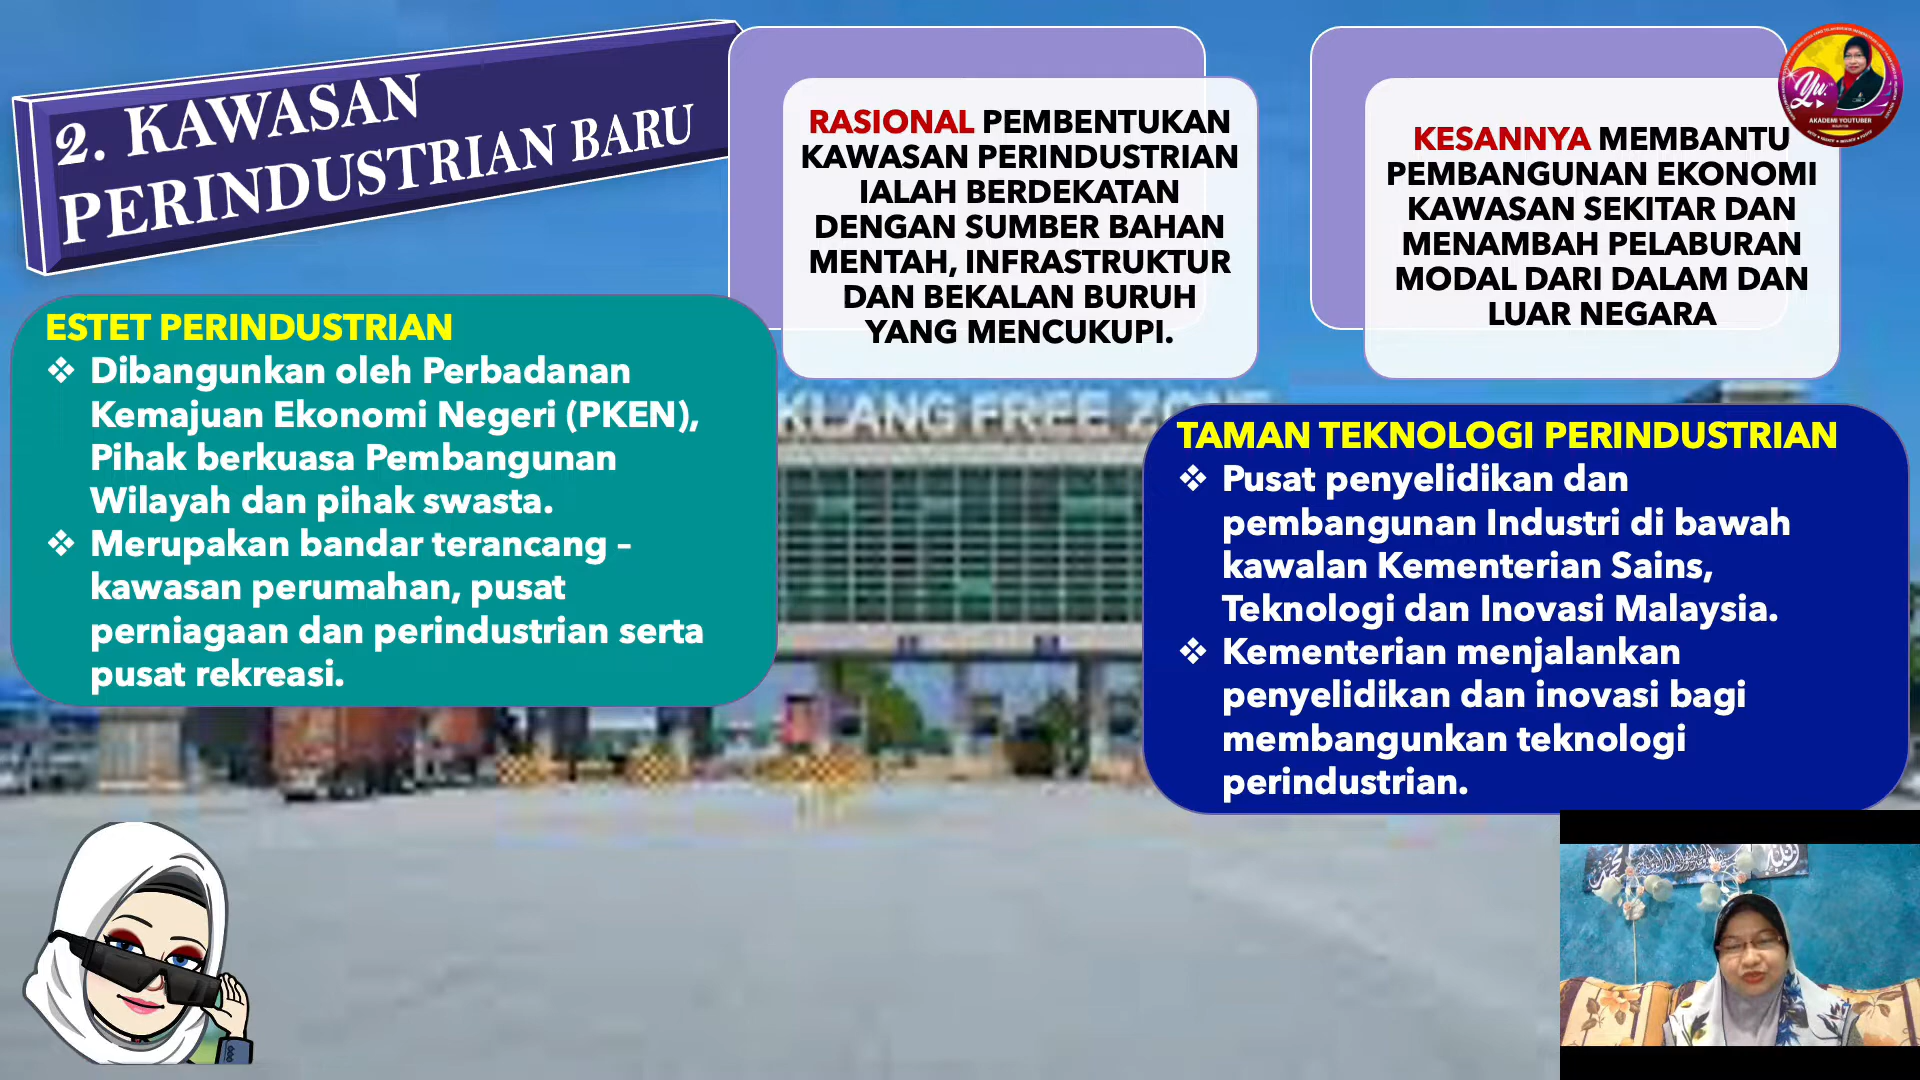 2. KAWASAN
PERINDUSTRIAN BARU
RASIONAL PEMBENTUKAN
KAWASAN PERINDUSTRIAN
IALAH BERDEKATAN
DENGAN SUMBER BAHAN
MENTAH, INFRASTRUKTUR
DAN BEKALAN BURUH
YANG MENCUKUPI.
KESANNYA MEMBANTU
PEMBANGUNAN EKONOMI
KAWASAN SEKITAR DAN
MENAMBAH PELABURAN
MODAL DARI DALAM DAN
LUAR NEGARA
AKADEMI YOUTUBER
ESTET PERINDUSTRIAN
❖ Dibangunkan oleh Perbadanan
Kemajuan Ekonomi Negeri (PKEN),
Pihak berkuasa Pembangunan
Wilayah dan pihak swasta.
❖ Merupakan bandar terancang –
kawasan perumahan, pusat
perniagaan dan perindustrian serta
pusat rekreasi.
KLANG FREE ZONE
TAMAN TEKNOLOGI PERINDUSTRIAN
❖ Pusat penyelidikan dan
pembangunan Industri di bawah
kawalan Kementerian Sains,
Teknologi dan Inovasi Malaysia.
❖ Kementerian menjalankan
penyelidikan dan inovasi bagi
membangunkan teknologi
perindustrian.